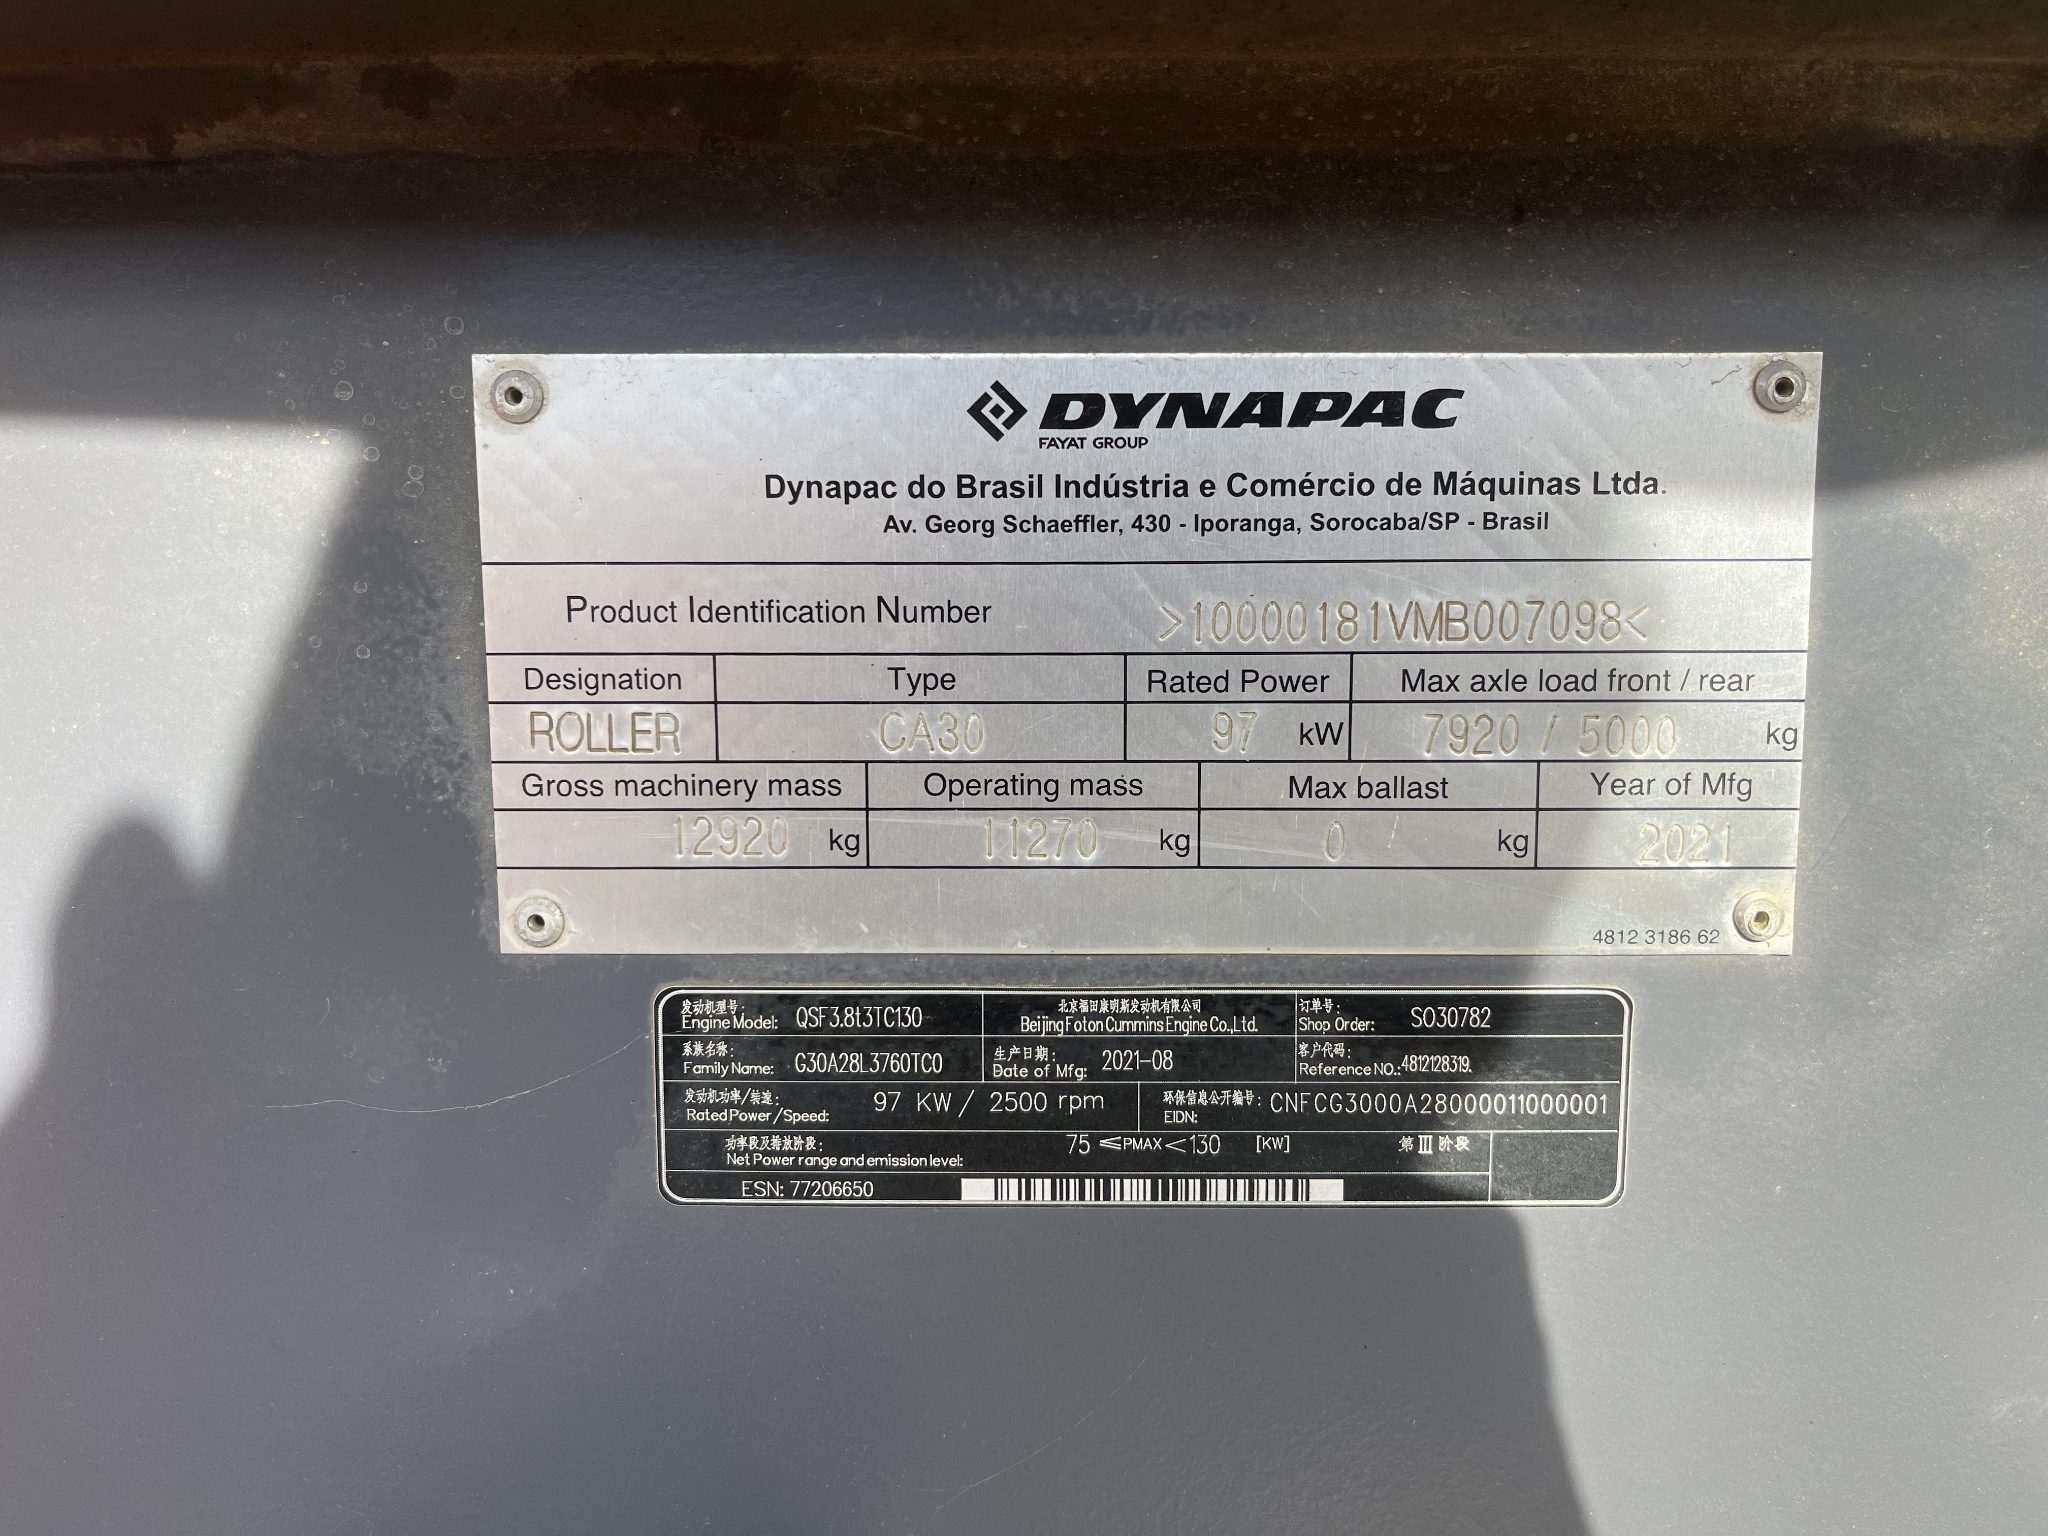 DYNAPAC
FAYAT GROUP
Dynapac do Brasil Indústria e Comércio de Máquinas Ltda.
Av. Georg Schaeffler, 430 - Iporanga, Sorocaba/SP - Brasil
Product Identification Number >10000181VMB007098<
Designation Type Rated Power Max axle load front / rear
ROLLER CA30 97 kW 7920 / 5000 kg
Gross machinery mass Operating mass Max ballast Year of Mfg
12920 kg 11270 kg 0 kg 2021
4812 3186 62
发动机型号: 北京福田康明斯发动机有限公司 订单号:
Engine Model: QSF3.8t3TC130 Beijing Foton Cummins Engine Co.,Ltd. Shop Order: SO30782
系族名称: 生产日期: 客户代码:
Family Name: G30A28L3760TC0 Date of Mfg: 2021-08 Reference NO.: 4812128319.
发动机功率/转速: 环保信息公开编号:
Rated Power/Speed: 97 KW / 2500 rpm EIDN: CNFCG3000A28000011000001
功率段及排放阶段: 75 ≤PMAX<130 [KW] 第Ⅲ阶段
Net Power range and emission level:
ESN: 77206650